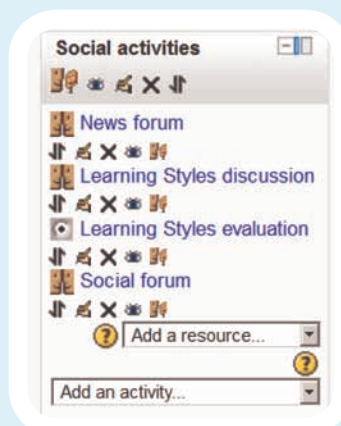 Social activities
News forum
Learning Styles discussion
Learning Styles evaluation
Social forum
Add a resource...
Add an activity...